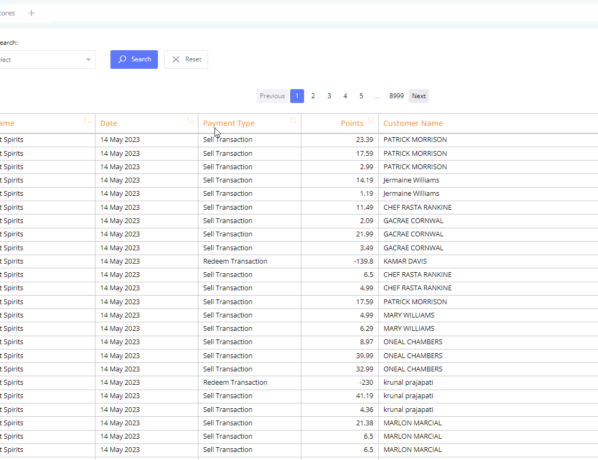 ores +
earch:
lect Search Reset
Previous 1 2 3 4 5 ... 8999 Next
ame Date Payment Type Points Customer Name
t Spirits 14 May 2023 Sell Transaction 23.39 PATRICK MORRISON
t Spirits 14 May 2023 Sell Transaction 17.59 PATRICK MORRISON
t Spirits 14 May 2023 Sell Transaction 2.99 PATRICK MORRISON
t Spirits 14 May 2023 Sell Transaction 14.19 Jermaine Williams
t Spirits 14 May 2023 Sell Transaction 1.19 Jermaine Williams
t Spirits 14 May 2023 Sell Transaction 11.49 CHEF RASTA RANKINE
t Spirits 14 May 2023 Sell Transaction 2.09 GACRAE CORNWAL
t Spirits 14 May 2023 Sell Transaction 21.99 GACRAE CORNWAL
t Spirits 14 May 2023 Sell Transaction 3.49 GACRAE CORNWAL
t Spirits 14 May 2023 Redeem Transaction -139.8 KAMAR DAVIS
t Spirits 14 May 2023 Sell Transaction 6.5 CHEF RASTA RANKINE
t Spirits 14 May 2023 Sell Transaction 4.99 CHEF RASTA RANKINE
t Spirits 14 May 2023 Sell Transaction 17.59 PATRICK MORRISON
t Spirits 14 May 2023 Sell Transaction 4.99 MARY WILLIAMS
t Spirits 14 May 2023 Sell Transaction 6.29 MARY WILLIAMS
t Spirits 14 May 2023 Sell Transaction 8.97 ONEAL CHAMBERS
t Spirits 14 May 2023 Sell Transaction 39.99 ONEAL CHAMBERS
t Spirits 14 May 2023 Sell Transaction 32.99 ONEAL CHAMBERS
t Spirits 14 May 2023 Redeem Transaction -230 krunal prajapati
t Spirits 14 May 2023 Sell Transaction 41.19 krunal prajapati
t Spirits 14 May 2023 Sell Transaction 4.36 krunal prajapati
t Spirits 14 May 2023 Sell Transaction 21.38 MARLON MARCIAL
t Spirits 14 May 2023 Sell Transaction 6.5 MARLON MARCIAL
t Spirits 14 May 2023 Sell Transaction 6.5 MARLON MARCIAL